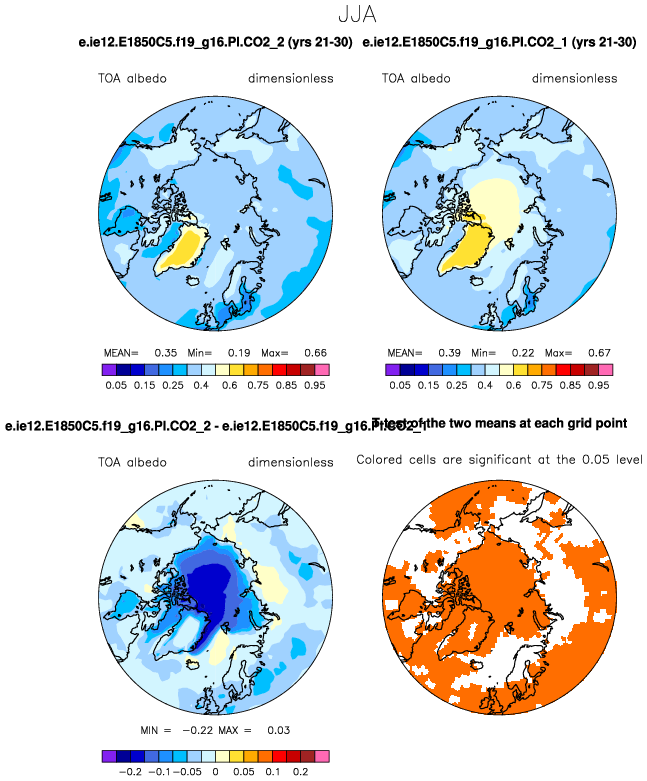 JJA
e.ie12.E1850C5.f19_g16.PI.CO2_2 (yrs 21-30) e.ie12.E1850C5.f19_g16.PI.CO2_1 (yrs 21-30)
TOA albedo dimensionless TOA albedo dimensionless
MEAN= 0.35 Min= 0.19 Max= 0.66 MEAN= 0.39 Min= 0.22 Max= 0.67
0.05 0.15 0.25 0.4 0.6 0.75 0.85 0.95 0.05 0.15 0.25 0.4 0.6 0.75 0.85 0.95
e.ie12.E1850C5.f19_g16.PI.CO2_2 - e.ie12.E1850C5.f19_g16.PI.CO2_1
T-test of the two means at each grid point
TOA albedo dimensionless Colored cells are significant at the 0.05 level
MIN = -0.22 MAX = 0.03
-0.2 -0.1 -0.05 0 0.05 0.1 0.2